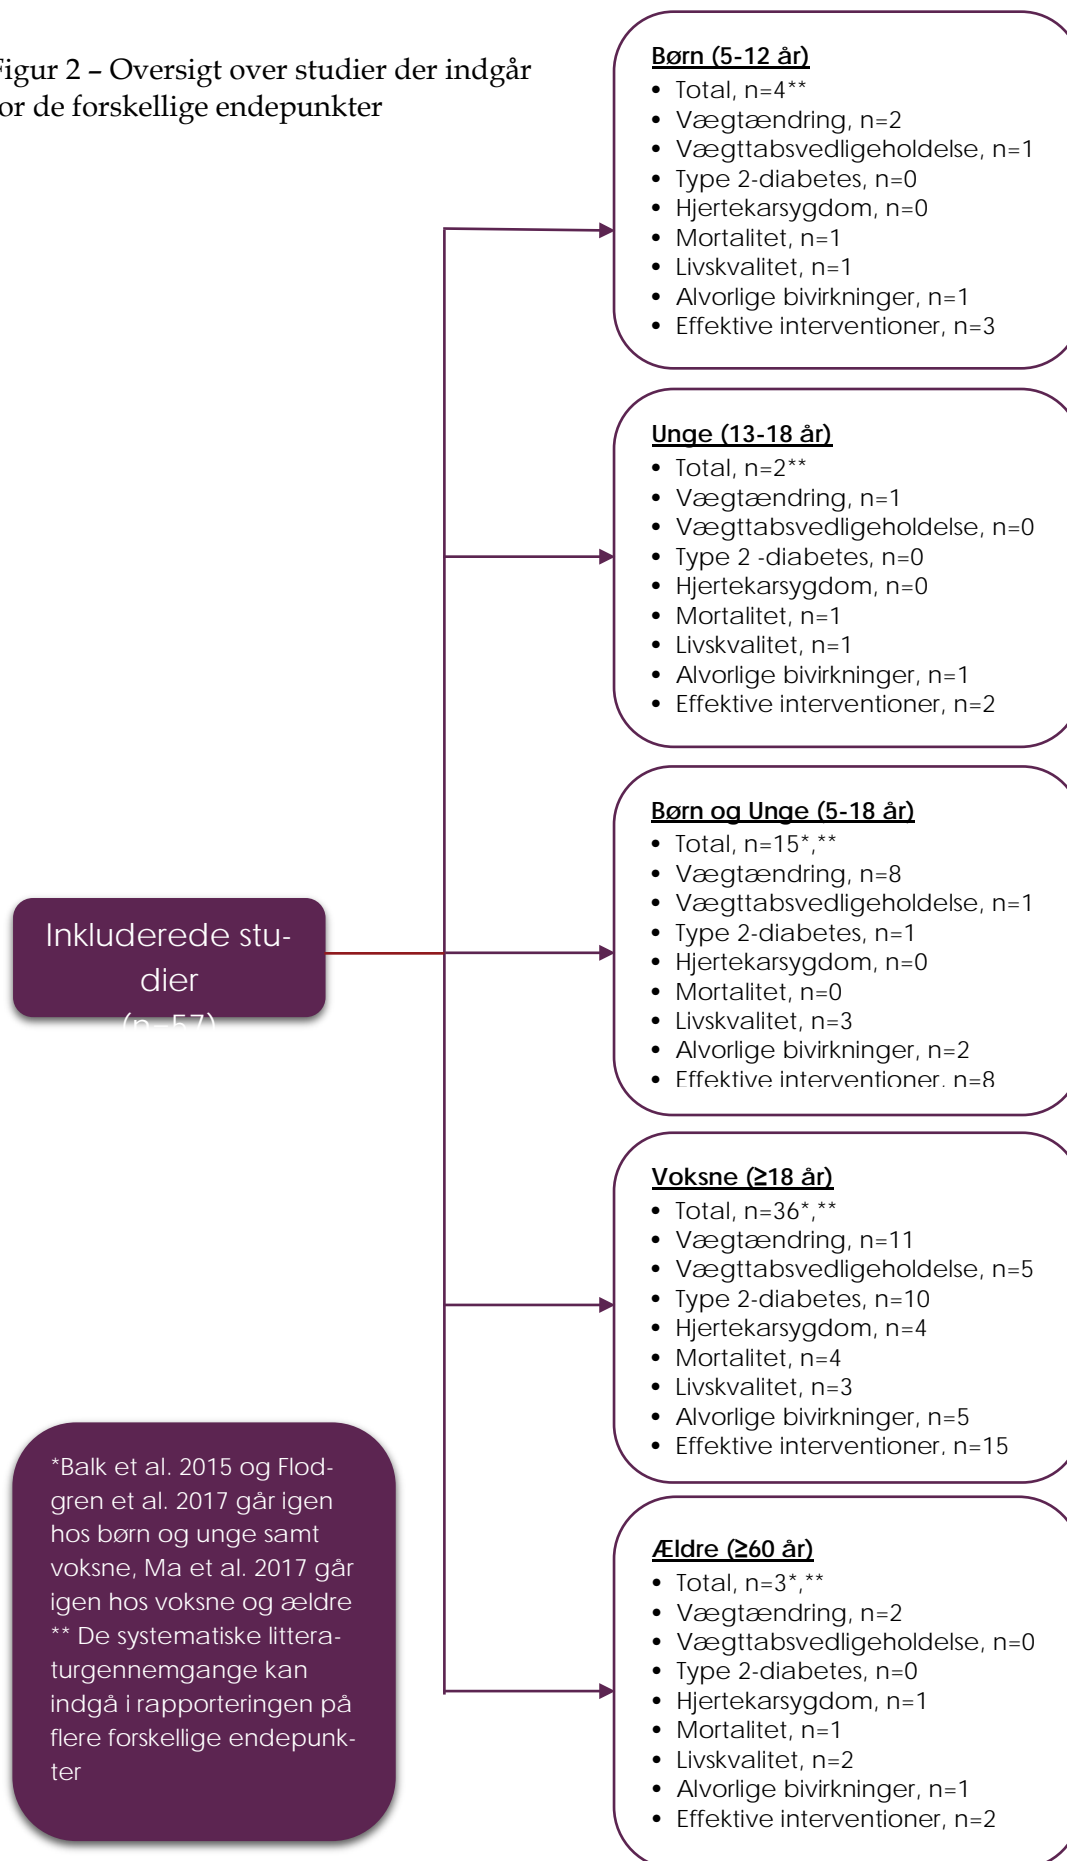 Figur 2 – Oversigt over studier der indgår
for de forskellige endepunkter
Børn (5-12 år)
• Total, n=4**
• Vægtændring, n=2
• Vægttabsvedligeholdelse, n=1
• Type 2-diabetes, n=0
• Hjertekarsygdom, n=0
• Mortalitet, n=1
• Livskvalitet, n=1
• Alvorlige bivirkninger, n=1
• Effektive interventioner, n=3
Unge (13-18 år)
• Total, n=2**
• Vægtændring, n=1
• Vægttabsvedligeholdelse, n=0
• Type 2 -diabetes, n=0
• Hjertekarsygdom, n=0
• Mortalitet, n=1
• Livskvalitet, n=1
• Alvorlige bivirkninger, n=1
• Effektive interventioner, n=2
Børn og Unge (5-18 år)
• Total, n=15*,**
• Vægtændring, n=8
• Vægttabsvedligeholdelse, n=1
• Type 2-diabetes, n=1
• Hjertekarsygdom, n=0
• Mortalitet, n=0
• Livskvalitet, n=3
• Alvorlige bivirkninger, n=2
• Effektive interventioner, n=8
Inkluderede stu-
dier
(n=57)
Voksne (≥18 år)
• Total, n=36*,**
• Vægtændring, n=11
• Vægttabsvedligeholdelse, n=5
• Type 2-diabetes, n=10
• Hjertekarsygdom, n=4
• Mortalitet, n=4
• Livskvalitet, n=3
• Alvorlige bivirkninger, n=5
• Effektive interventioner, n=15
Ældre (≥60 år)
• Total, n=3*,**
• Vægtændring, n=2
• Vægttabsvedligeholdelse, n=0
• Type 2-diabetes, n=0
• Hjertekarsygdom, n=1
• Mortalitet, n=1
• Livskvalitet, n=2
• Alvorlige bivirkninger, n=1
• Effektive interventioner, n=2
*Balk et al. 2015 og Flod-
gren et al. 2017 går igen
hos børn og unge samt
voksne, Ma et al. 2017 går
igen hos voksne og ældre
** De systematiske littera-
turgennemgange kan
indgå i rapporteringen på
flere forskellige endepunk-
ter